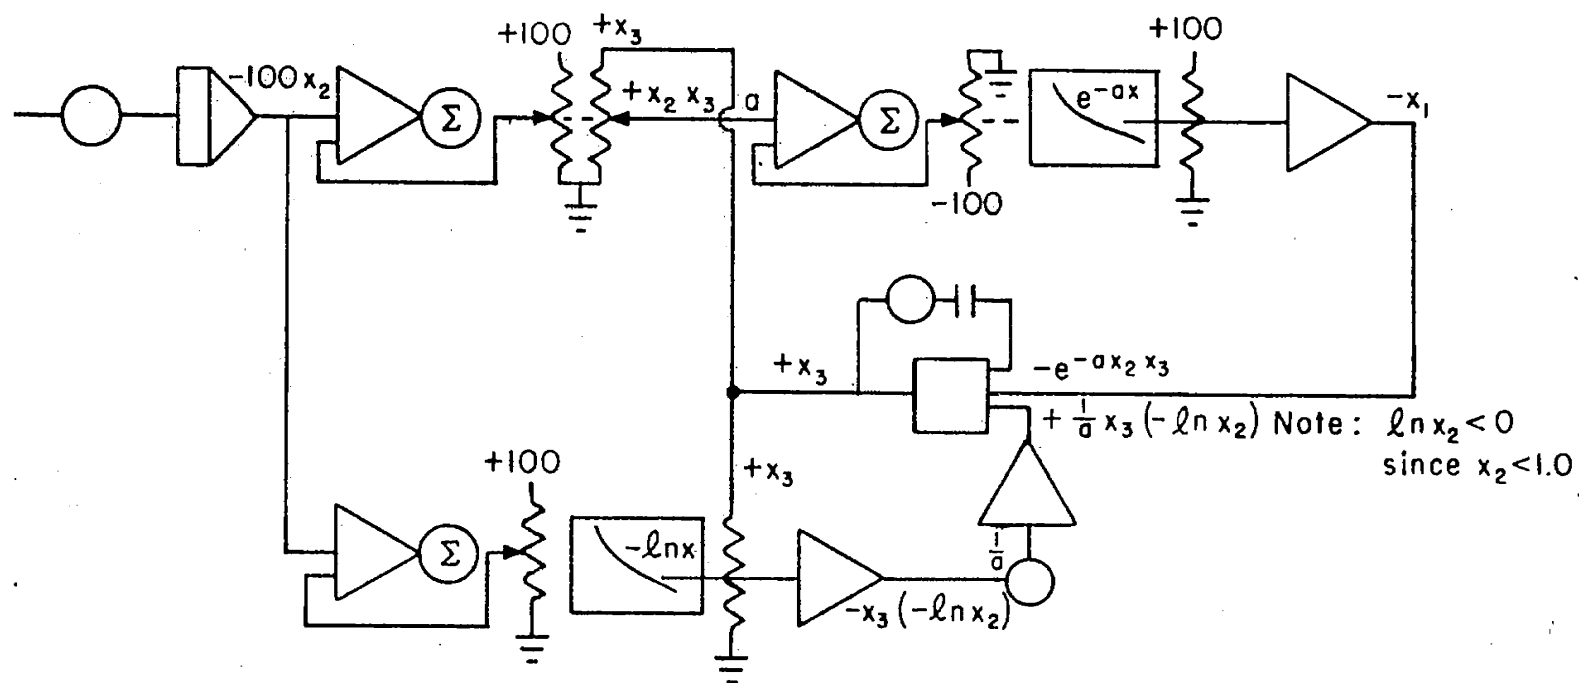 +100
+x₃
+100
-100x₂
Σ
+x₂ x₃
a
Σ
e⁻ᵃˣ
-x₁
-100
+x₃
-e⁻ᵃˣ₂ ˣ₃
+ 1/a x₃ (-ℓn x₂) Note: ℓn x₂ < 0
since x₂ < 1.0
+100
+x₃
Σ
-ℓnx
1/a
-x₃ (-ℓn x₂)